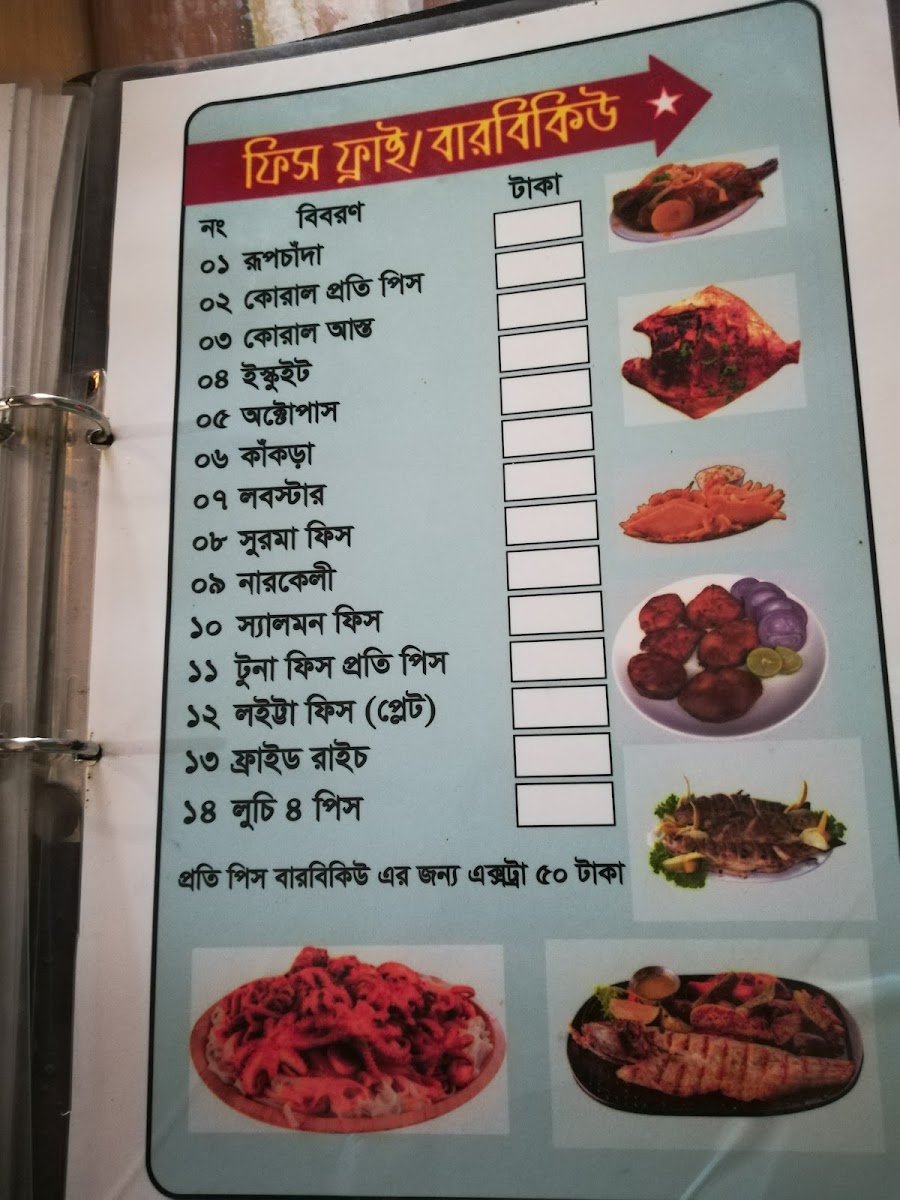 ফিস ফ্রাই/বারবিকিউ
নং বিবরণ টাকা
০১ রূপচাঁদা
০২ কোরাল প্রতি পিস
০৩ কোরাল আস্ত
০৪ ইস্কুইট
০৫ অক্টোপাস
০৬ কাঁকড়া
০৭ লবস্টার
০৮ সুরমা ফিস
০৯ নারকেলী
১০ স্যালমন ফিস
১১ টুনা ফিস প্রতি পিস
১২ লইট্টা ফিস (প্লেট)
১৩ ফ্রাইড রাইচ
১৪ লুচি ৪ পিস
প্রতি পিস বারবিকিউ এর জন্য এক্সট্রা ৫০ টাকা